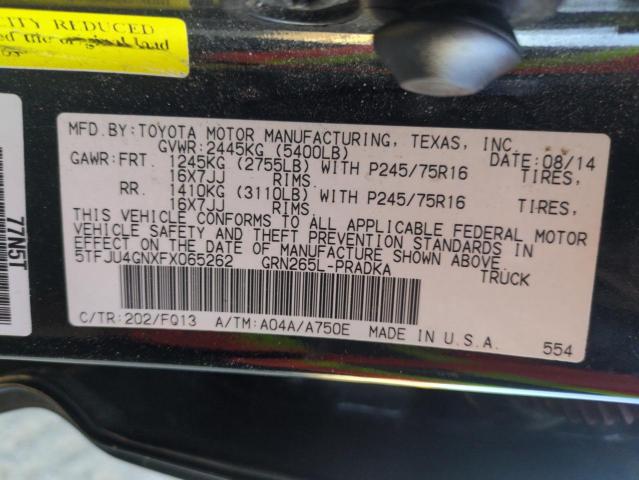 CITY REDUCED
MFD.BY:TOYOTA MOTOR MANUFACTURING, TEXAS, INC.
GVWR:2445KG (5400LB) DATE:08/14
GAWR:FRT. 1245KG (2755LB) WITH P245/75R16 TIRES,
16X7JJ RIMS
RR. 1410KG (3110LB) WITH P245/75R16 TIRES,
16X7JJ RIMS
THIS VEHICLE CONFORMS TO ALL APPLICABLE FEDERAL MOTOR
VEHICLE SAFETY AND THEFT PREVENTION STANDARDS IN
EFFECT ON THE DATE OF MANUFACTURE SHOWN ABOVE.
5TFJU4GNXFX065262 GRN265L-PRADKA TRUCK
C/TR:202/FQ13 A/TM:A04A/A750E MADE IN U.S.A.
554
77N5T